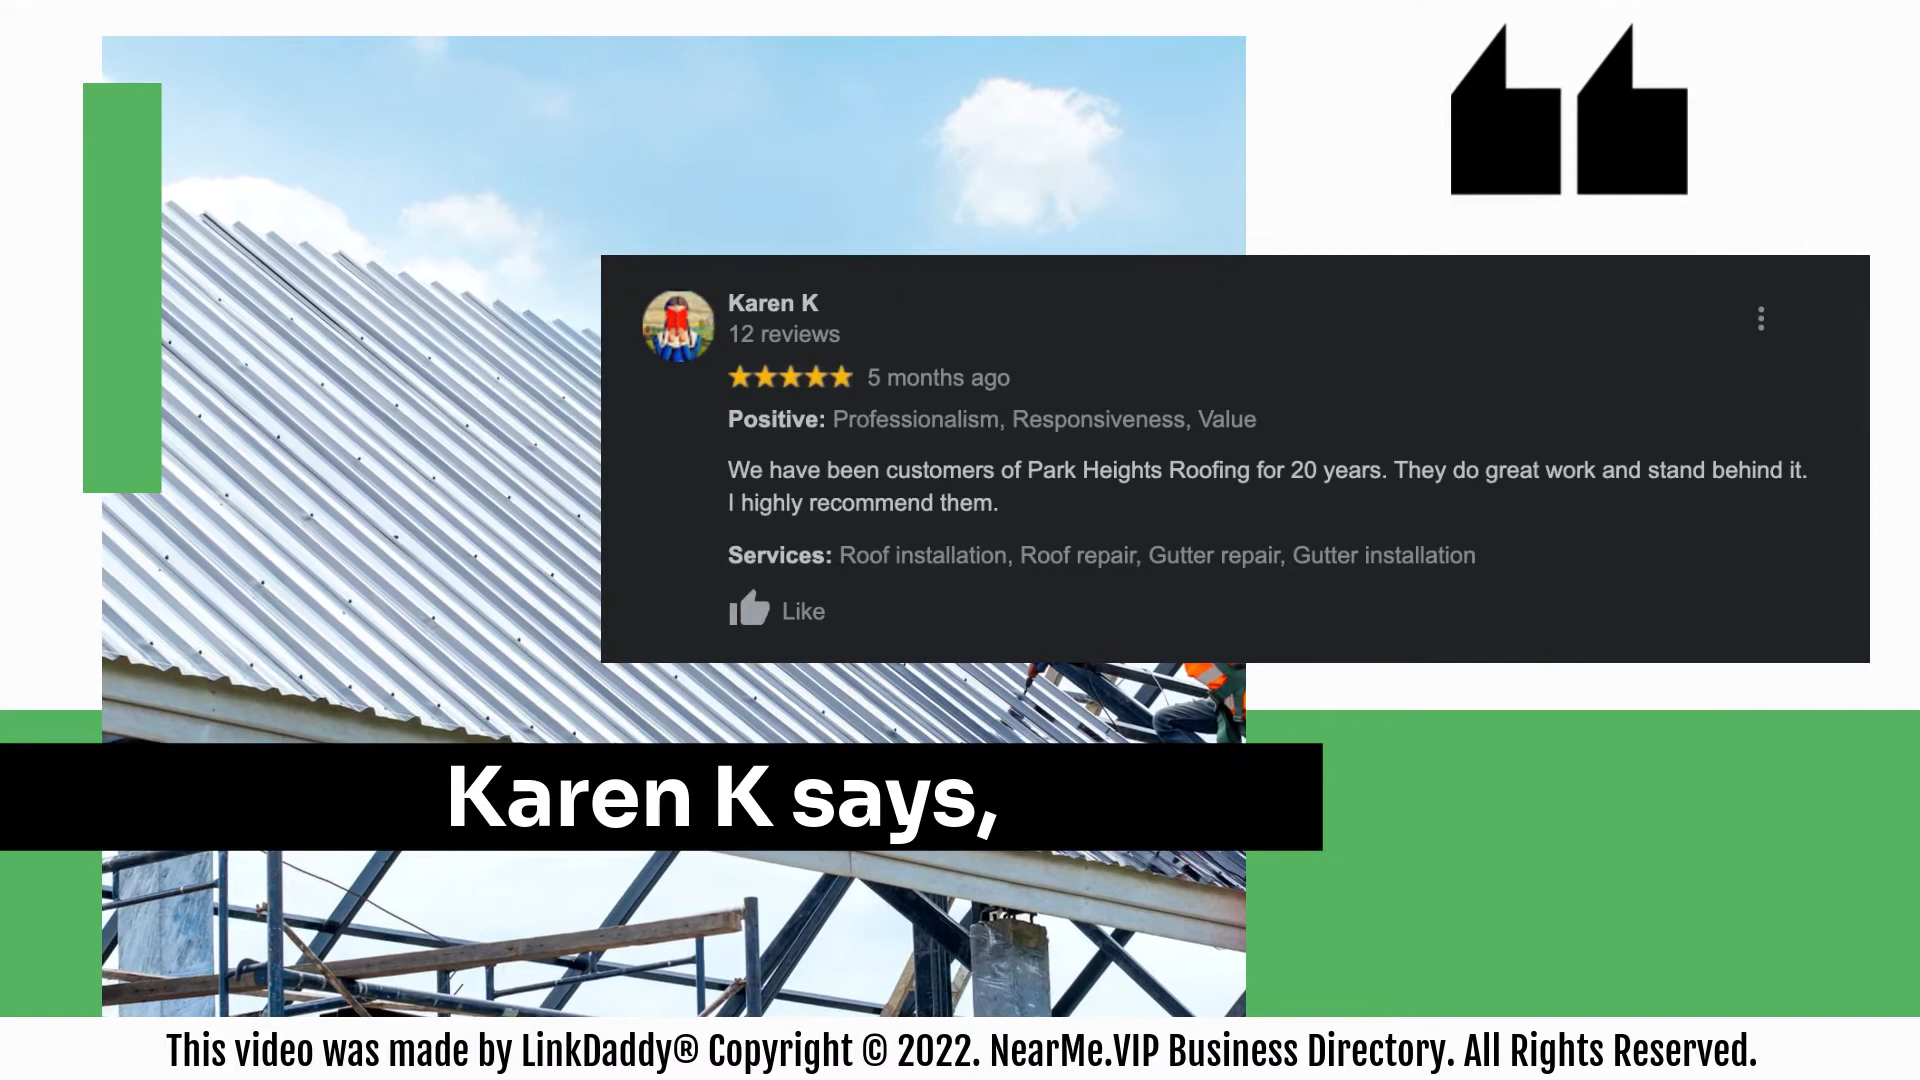 Karen K
12 reviews
5 months ago
Positive: Professionalism, Responsiveness, Value
We have been customers of Park Heights Roofing for 20 years. They do great work and stand behind it.
I highly recommend them.
Services: Roof installation, Roof repair, Gutter repair, Gutter installation
Like
Karen K says,
This video was made by LinkDaddy® Copyright © 2022. NearMe.VIP Business Directory. All Rights Reserved.